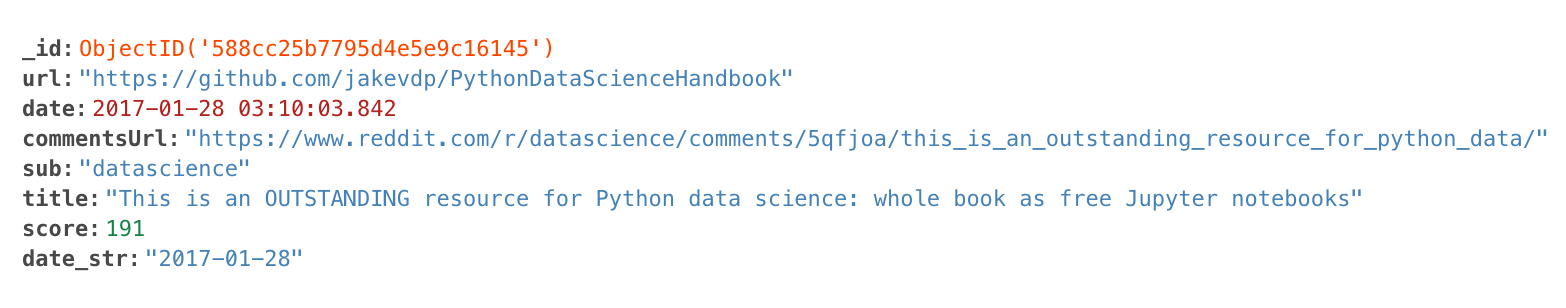 _id: ObjectID('588cc25b7795d4e5e9c16145')
url: "https://github.com/jakevdp/PythonDataScienceHandbook"
date: 2017-01-28 03:10:03.842
commentsUrl: "https://www.reddit.com/r/datascience/comments/5qfjoa/this_is_an_outstanding_resource_for_python_data/"
sub: "datascience"
title: "This is an OUTSTANDING resource for Python data science: whole book as free Jupyter notebooks"
score: 191
date_str: "2017-01-28"